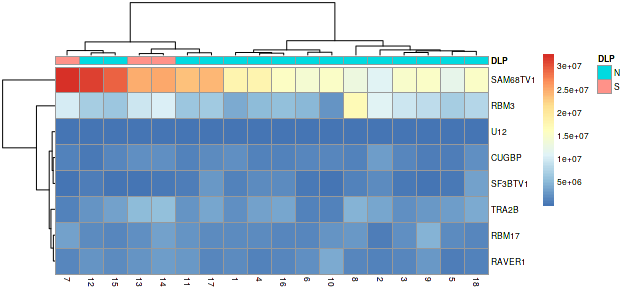 DLP
SAM68TV1
RBM3
U12
CUGBP
SF3BTV1
TRA2B
RBM17
RAVER1
7 12 15 13 14 11 17 1 4 16 6 10 8 2 3 9 5 18
3e+07
2.5e+07
2e+07
1.5e+07
1e+07
5e+06
DLP
N
S